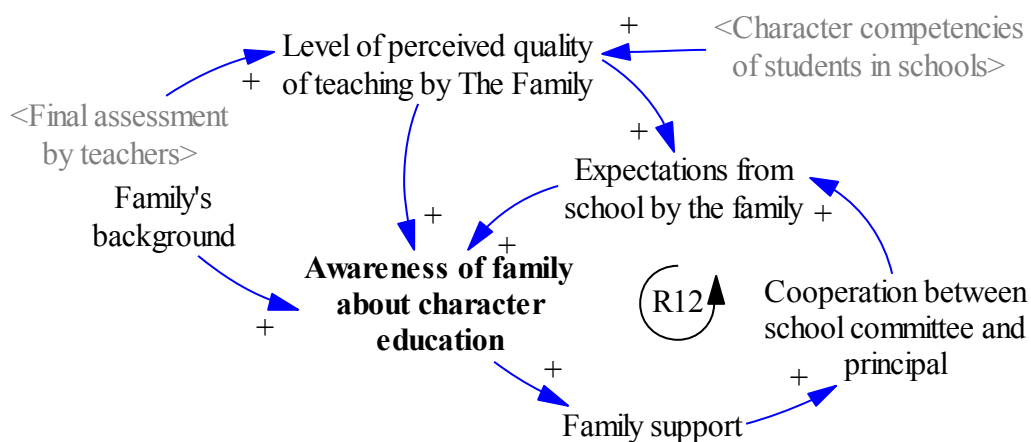 +
Level of perceived quality
of teaching by The Family
+
<Character competencies
of students in schools>
<Final assessment
by teachers>
+
Expectations from
school by the family
+
Family's
background
+
+
+
Awareness of family
about character
education
+
R12
Cooperation between
school committee and
principal
+
+
Family support